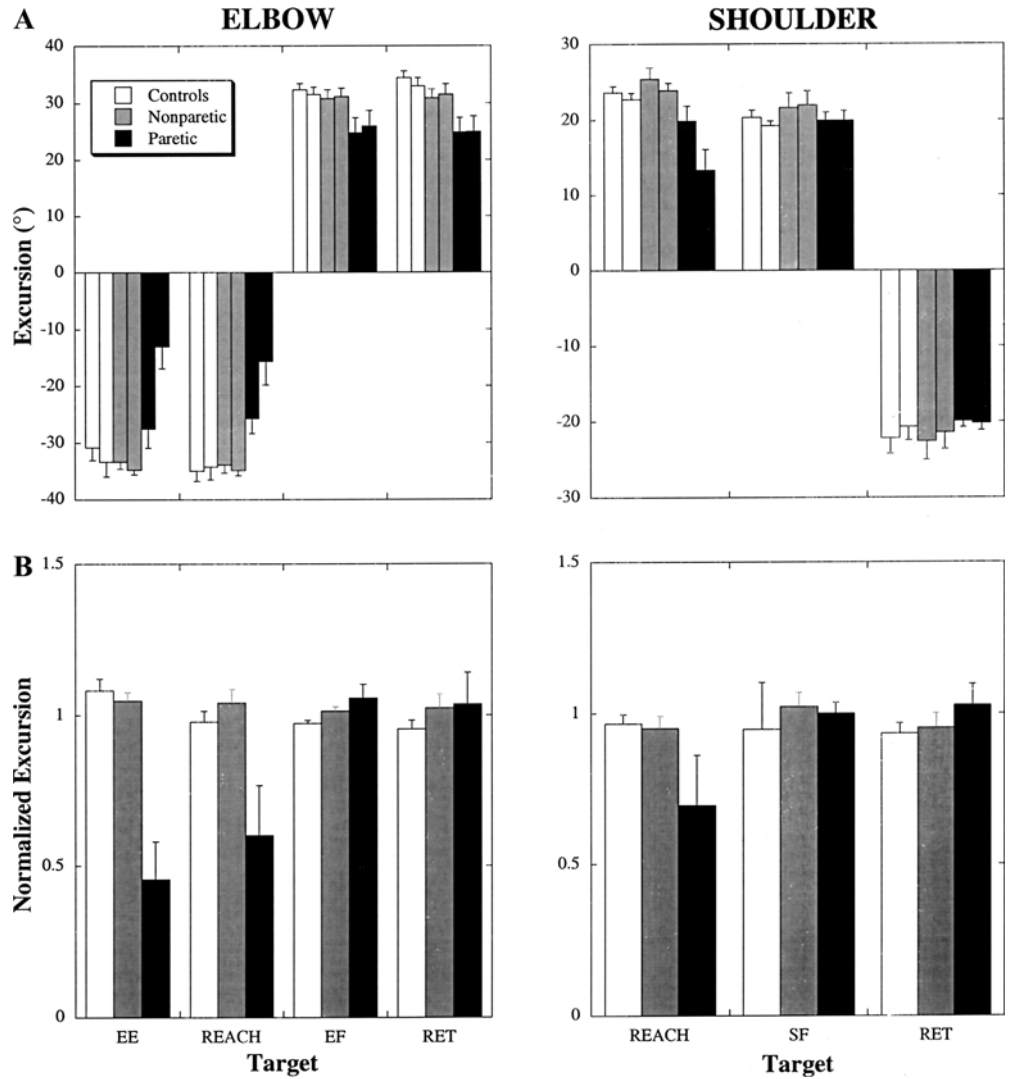 A
ELBOW
SHOULDER
40
30
20
10
0
-10
-20
-30
-40
Excursion (°)
Controls
Nonparetic
Paretic
30
20
10
0
-10
-20
-30
B
1.5
1
0.5
0
Normalized Excursion
EE REACH EF RET
Target
1.5
1
0.5
0
REACH SF RET
Target